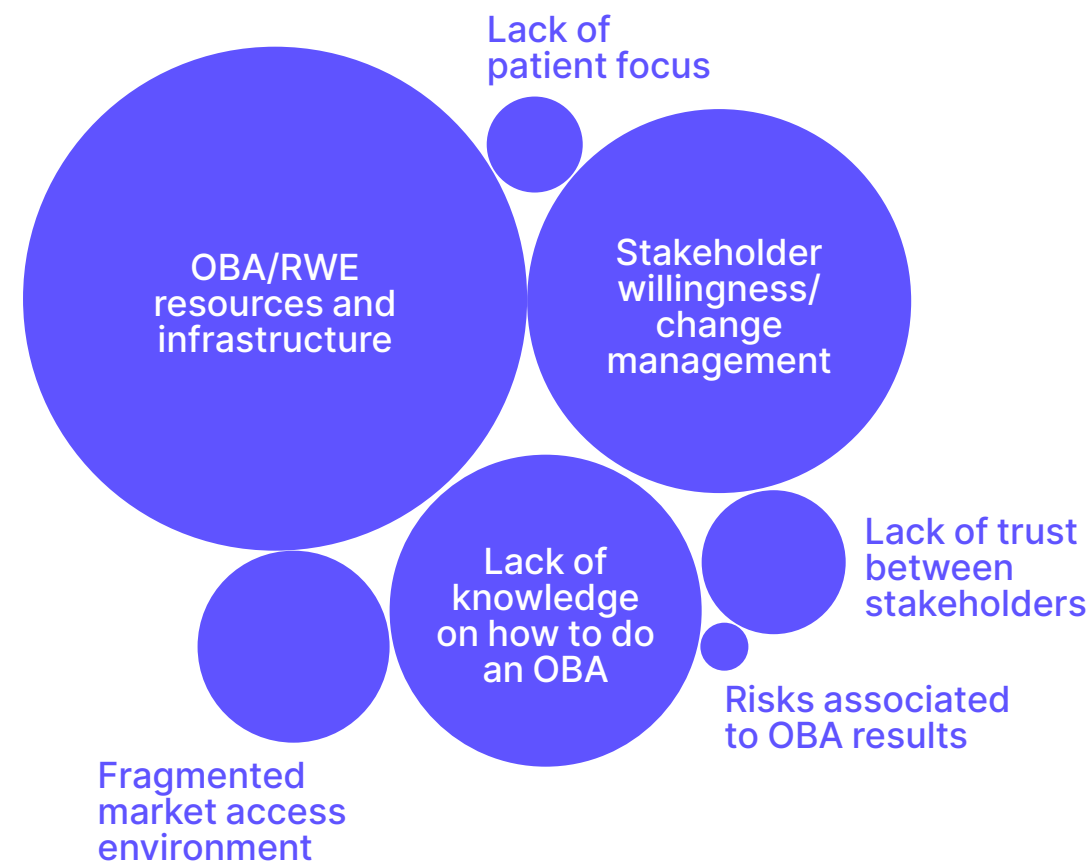 Lack of
patient focus
OBA/RWE
resources and
infrastructure
Stakeholder
willingness/
change
management
Lack of
knowledge
on how to do
an OBA
Lack of trust
between
stakeholders
Risks associated
to OBA results
Fragmented
market access
environment